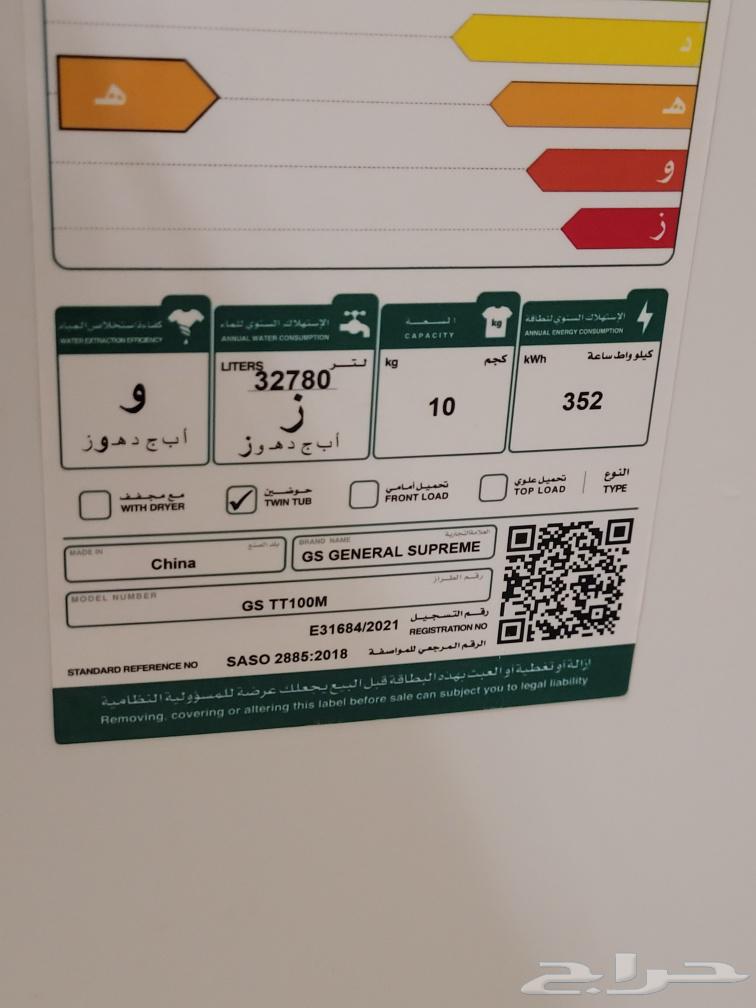 د
هـ
هـ
و
ز
كفاءة استخلاص المياه
WATER EXTRACTION EFFICIENCY
و
أ ب ج د هـ و ز
الإستهلاك السنوي للماء
ANNUAL WATER CONSUMPTION
LITERS لتر
32780
ز
أ ب ج د هـ و ز
السعة
CAPACITY
kg
kg كجم
10
الإستهلاك السنوي للطاقة
ANNUAL ENERGY CONSUMPTION
kWh كيلو واط ساعة
352
مع مجفف
WITH DRYER
حوضين
TWIN TUB
تحميل أمامي
FRONT LOAD
تحميل علوي
TOP LOAD
النوع
TYPE
MADE IN بلد الصنع
China
BRAND NAME العلامة التجارية
GS GENERAL SUPREME
MODEL NUMBER رقم الطراز
GS TT100M
E31684/2021 رقم التسجيل
REGISTRATION NO
STANDARD REFERENCE NO SASO 2885:2018 الرقم المرجعي للمواصفة
إزالة أو تغطية أو العبث بهذه البطاقة قبل البيع يجعلك عرضة للمسؤولية النظامية
Removing, covering or altering this label before sale can subject you to legal liability
حراج